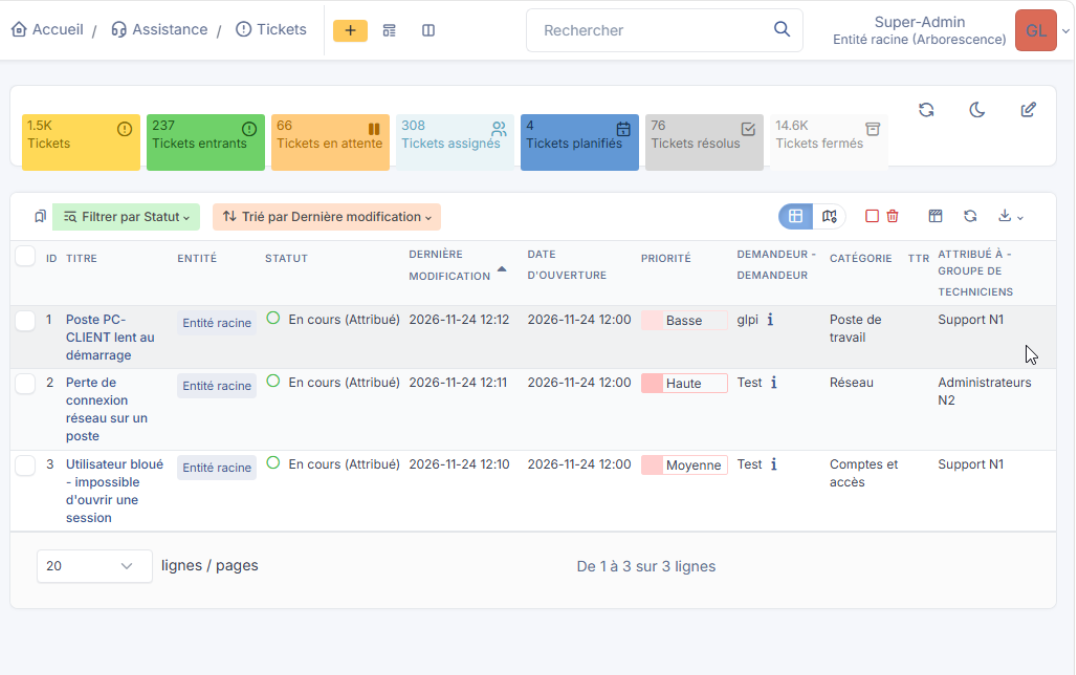 Accueil / Assistance / Tickets
+
Rechercher
Super-Admin
Entité racine (Arborescence)
GL
1.5K
Tickets
237
Tickets entrants
66
Tickets en attente
308
Tickets assignés
4
Tickets planifiés
76
Tickets résolus
14.6K
Tickets fermés
Filtrer par Statut
Trié par Dernière modification
ID
TITRE
ENTITÉ
STATUT
DERNIÈRE
MODIFICATION
DATE
D'OUVERTURE
PRIORITÉ
DEMANDEUR -
DEMANDEUR
CATÉGORIE
TTR
ATTRIBUÉ À -
GROUPE DE
TECHNICIENS
1
Poste PC-
CLIENT lent au
démarrage
Entité racine
En cours (Attribué)
2026-11-24 12:12
2026-11-24 12:00
Basse
glpi
Poste de
travail
Support N1
2
Perte de
connexion
réseau sur un
poste
Entité racine
En cours (Attribué)
2026-11-24 12:11
2026-11-24 12:00
Haute
Test
Réseau
Administrateurs
N2
3
Utilisateur bloué
- impossible
d'ouvrir une
session
Entité racine
En cours (Attribué)
2026-11-24 12:10
2026-11-24 12:00
Moyenne
Test
Comptes et
accès
Support N1
20
lignes / pages
De 1 à 3 sur 3 lignes